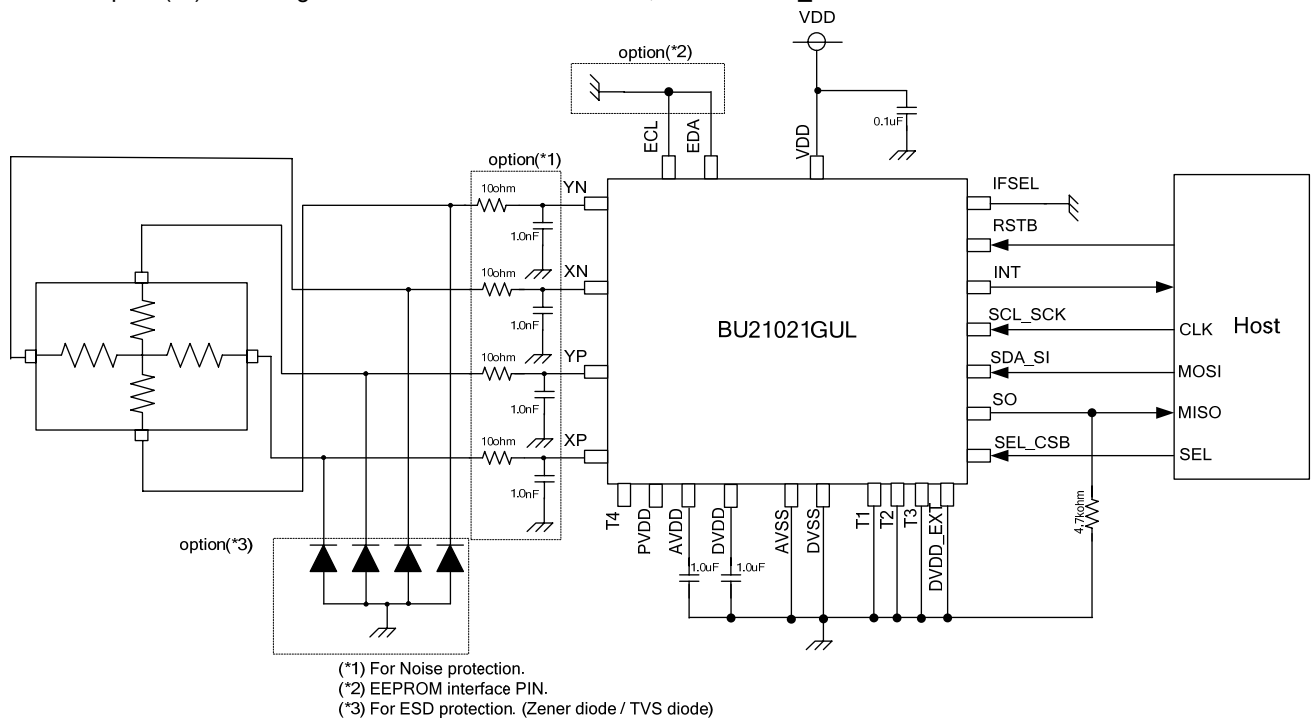 VDD
option(*2)
0.1uF
ECL
EDA
VDD
option(*1)
10ohm
YN
1.0nF
10ohm
XN
1.0nF
10ohm
YP
1.0nF
10ohm
XP
1.0nF
BU21021GUL
IFSEL
RSTB
INT
SCL_SCK
CLK
Host
SDA_SI
MOSI
SO
MISO
SEL_CSB
SEL
4.7kohm
T4
PVDD
AVDD
DVDD
AVSS
DVSS
T1
T2
T3
DVDD_EXT
1.0uF
1.0uF
option(*3)
(*1) For Noise protection.
(*2) EEPROM interface PIN.
(*3) For ESD protection. (Zener diode / TVS diode)